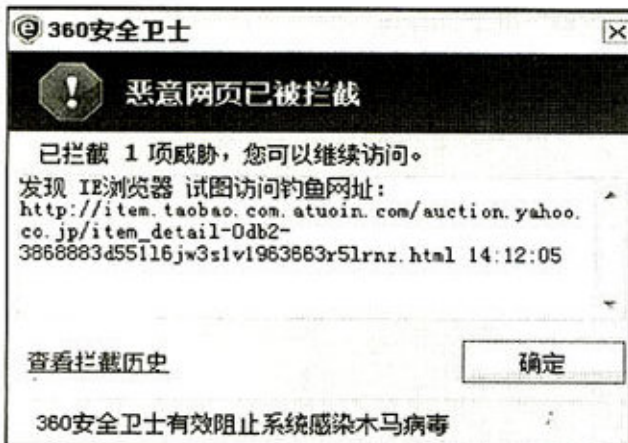 360安全卫士
恶意网页已被拦截
已拦截 1 项威胁，您可以继续访问。
发现 IE浏览器 试图访问钓鱼网址：
http://item.taobao.com.atuoin.com/auction.yahoo.
co.jp/item_detail-0db2-
3868883d551l6jw3s1v1963663r5lrnz.html 14:12:05
查看拦截历史
确定
360安全卫士有效阻止系统感染木马病毒